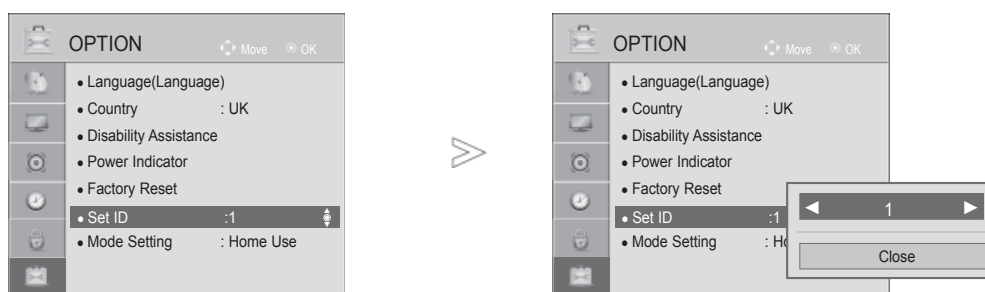 OPTION Move OK
• Language(Language)
• Country : UK
• Disability Assistance
• Power Indicator
• Factory Reset
• Set ID :1
• Mode Setting : Home Use
OPTION Move OK
• Language(Language)
• Country : UK
• Disability Assistance
• Power Indicator
• Factory Reset
• Set ID :1
• Mode Setting : Ho
◄ 1 ►
Close